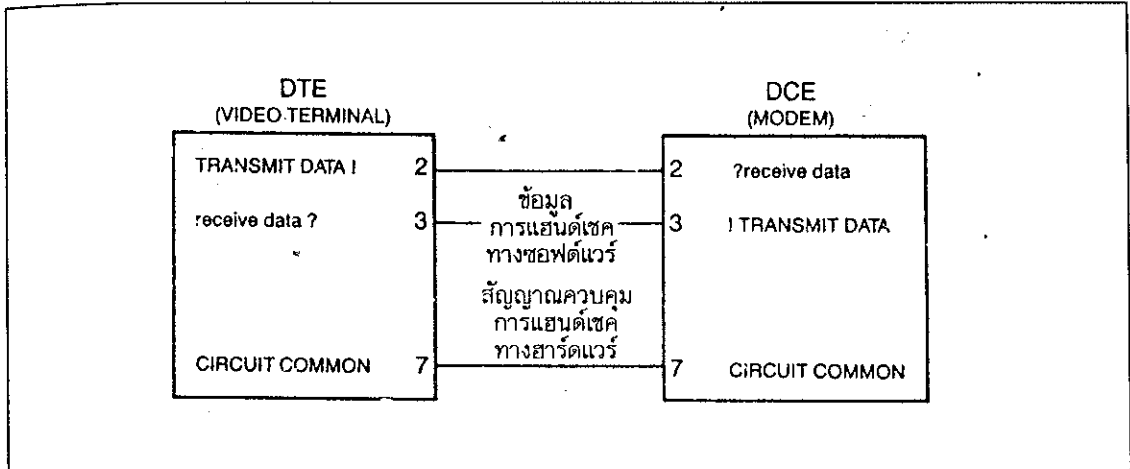 DTE
(VIDEO TERMINAL)
DCE
(MODEM)
TRANSMIT DATA ! 2
2 ?receive data
ข้อมูล
receive data ? 3
การแฮนด์เชค
3 ! TRANSMIT DATA
ทางซอฟต์แวร์
สัญญาณควบคุม
การแฮนด์เชค
ทางฮาร์ดแวร์
CIRCUIT COMMON 7
7 CIRCUIT COMMON